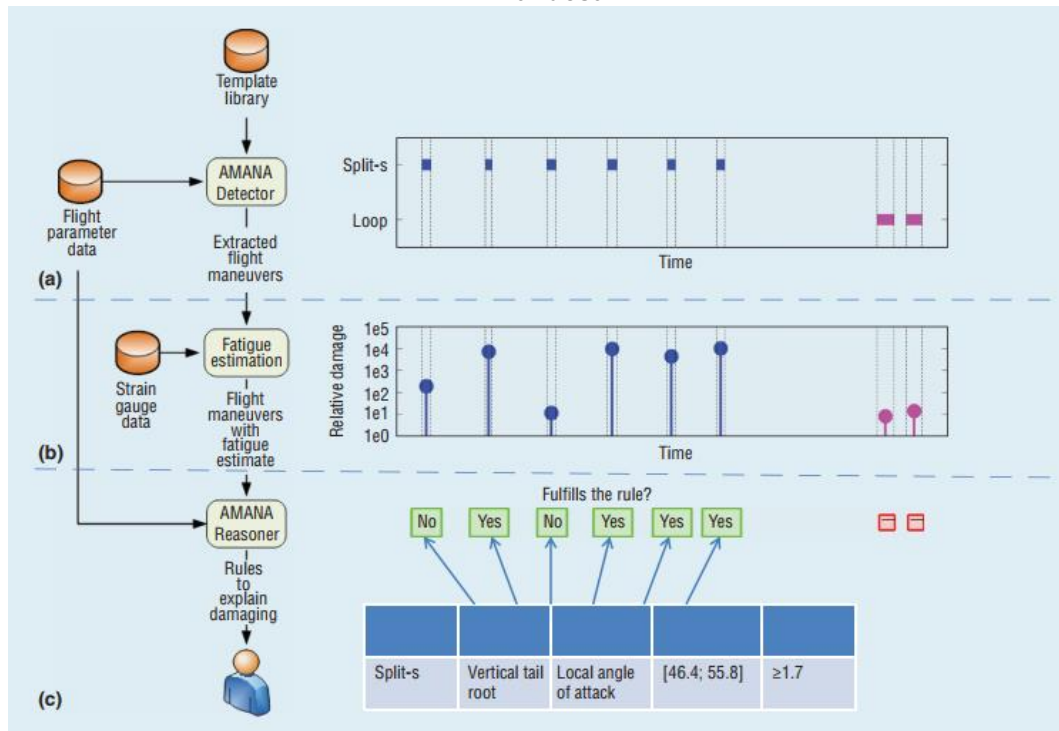 Template
library
AMANA
Detector
Flight
parameter
data
Extracted
flight
maneuvers
(a)
Split-s
Loop
Time
Fatigue
estimation
Strain
gauge
data
Flight
maneuvers
with
fatigue
estimate
(b)
Relative damage
1e5
1e4
1e3
1e2
1e1
1e0
Time
AMANA
Reasoner
Rules
to
explain
damaging
(c)
Fulfills the rule?
No Yes No Yes Yes Yes
Split-s Vertical tail Local angle [46.4; 55.8] ≥1.7
root of attack